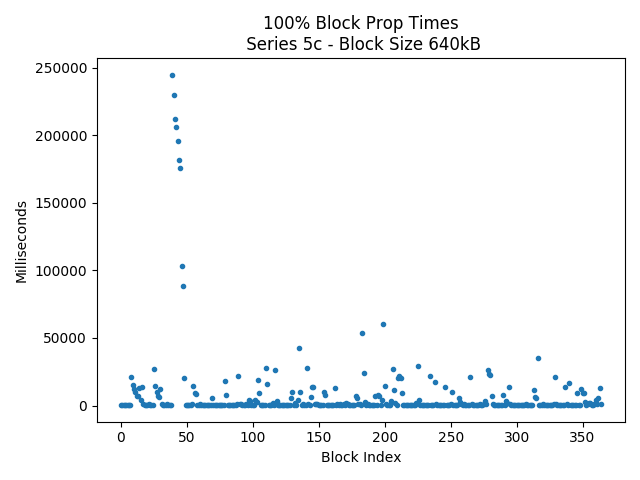 100% Block Prop Times
Series 5c - Block Size 640kB
250000
200000
150000
100000
50000
0
Milliseconds
0 50 100 150 200 250 300 350
Block Index